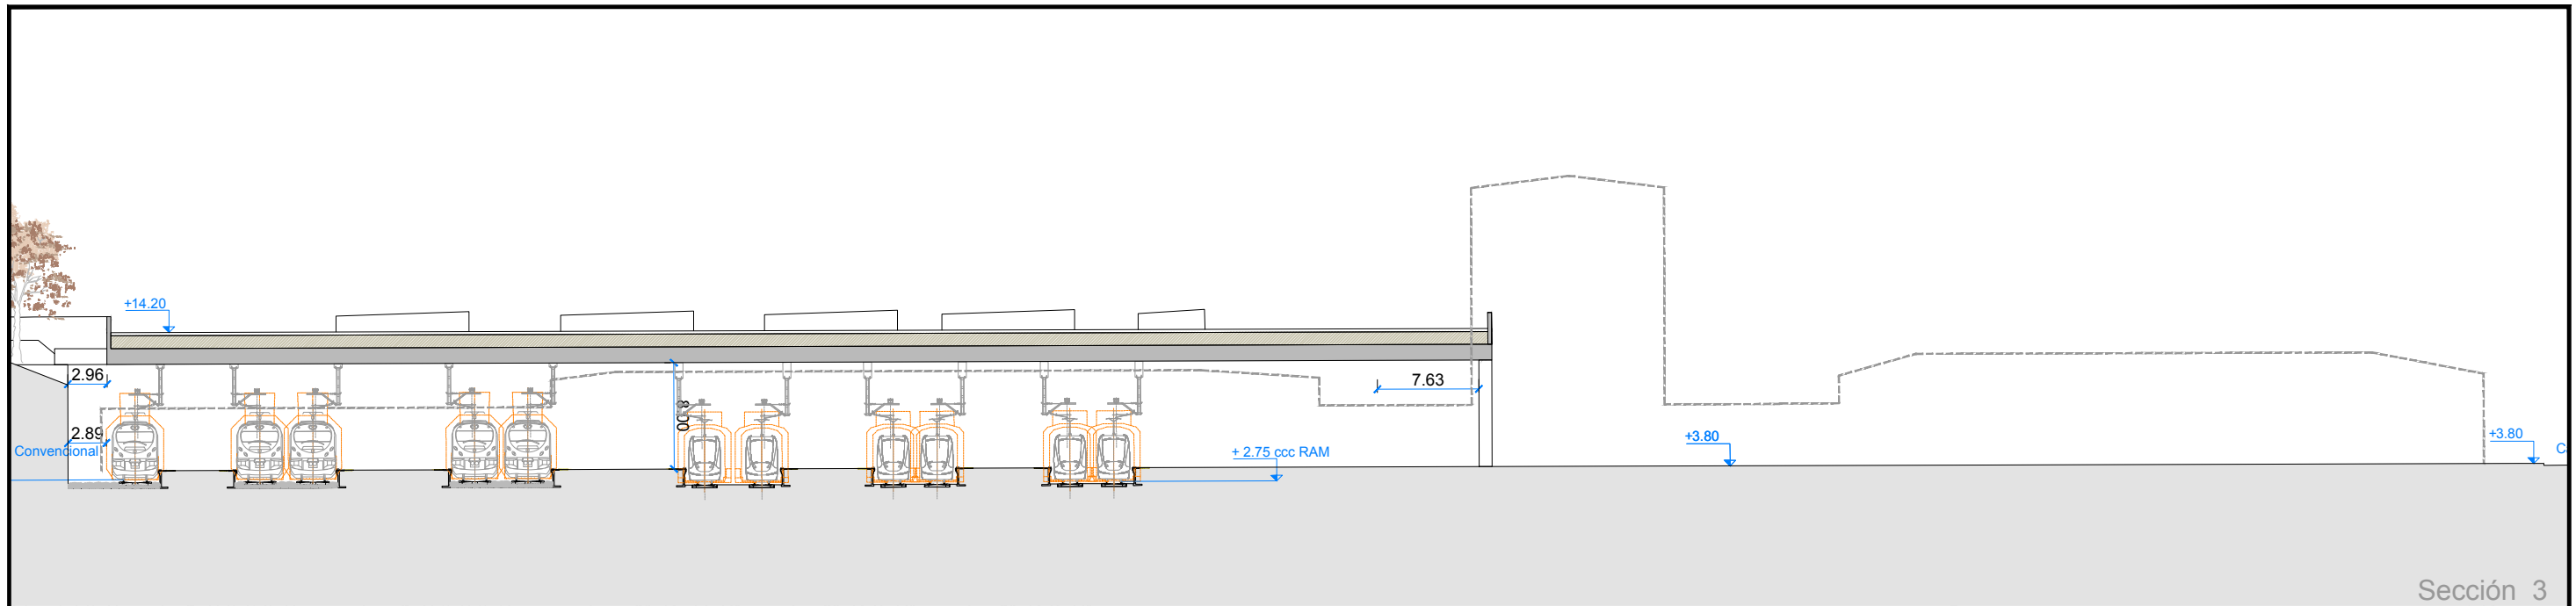 +14.20
2.96
7.63
8.00
2.89
+3.80
+3.80
Convencional
+ 2.75 ccc RAM
Sección 3